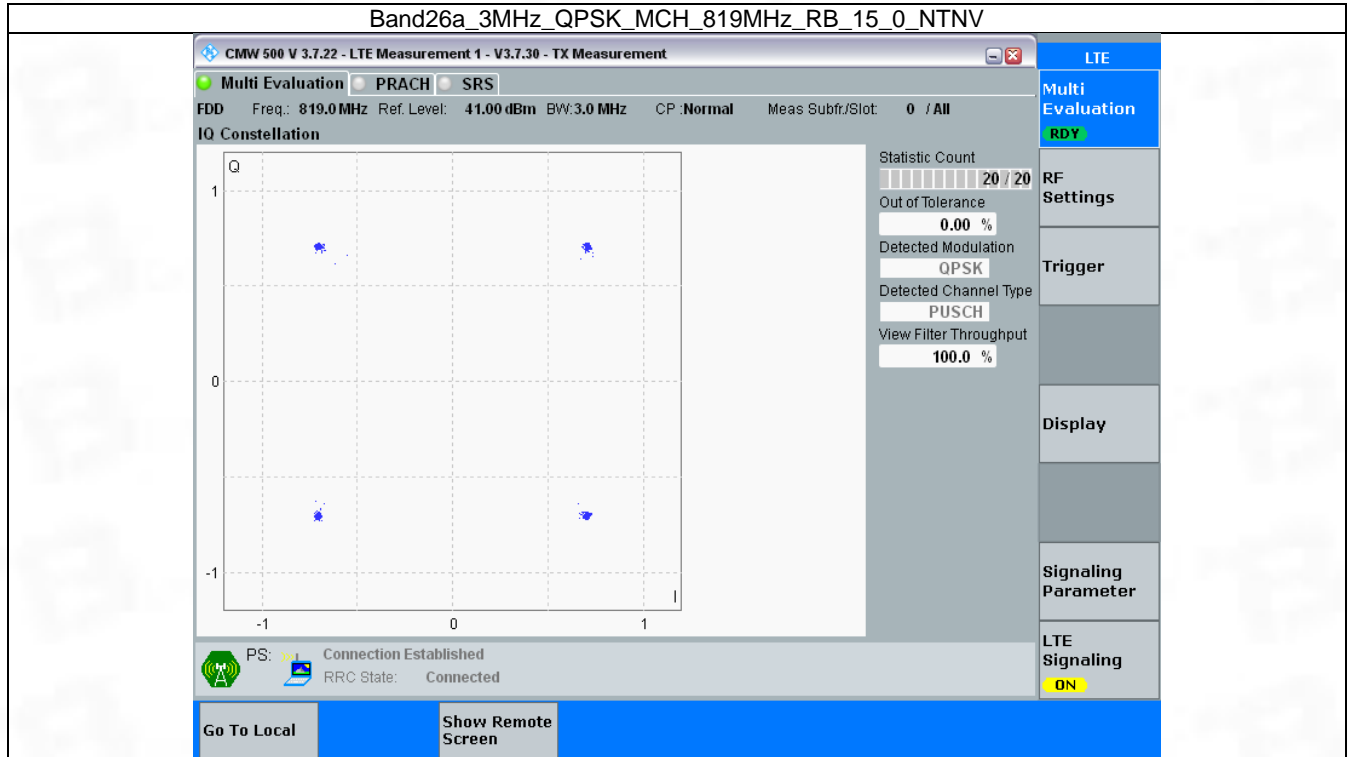 Band26a_3MHz_QPSK_MCH_819MHz_RB_15_0_NTNV
CMW 500 V 3.7.22 - LTE Measurement 1 - V3.7.30 - TX Measurement
LTE
Multi Evaluation PRACH SRS
FDD Freq.: 819.0 MHz Ref. Level: 41.00 dBm BW: 3.0 MHz CP :Normal Meas Subfr./Slot: 0 / All
IQ Constellation
Q
1
0
-1
I
-1 0 1
Statistic Count
20 / 20
Out of Tolerance
0.00 %
Detected Modulation
QPSK
Detected Channel Type
PUSCH
View Filter Throughput
100.0 %
Multi
Evaluation
RDY
RF
Settings
Trigger
Display
Signaling
Parameter
LTE
Signaling
ON
PS: Connection Established
RRC State: Connected
Go To Local
Show Remote
Screen